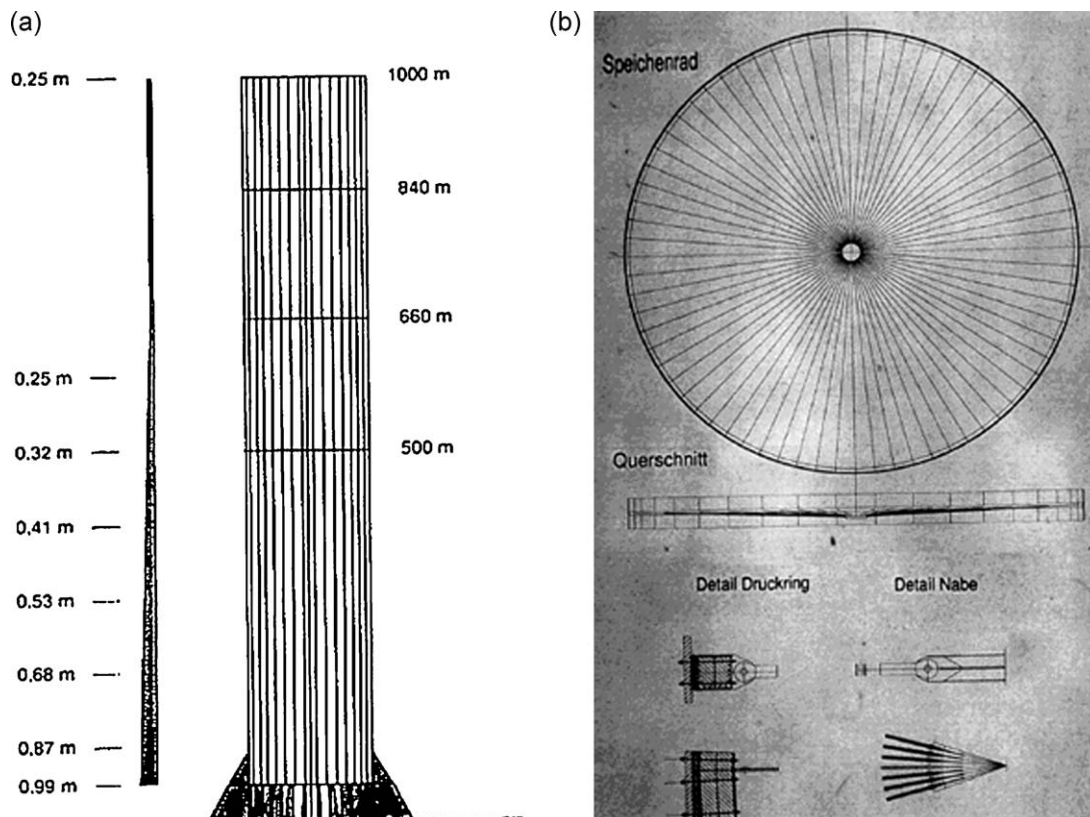 (a)
0.25 m
0,25 m
0.32 m
0,41 m
0.53 m
0,68 m
0,87 m
0.99 m
1000 m
840 m
660 m
500 m
(b)
Speichenrad
Querschnitt
Detail Druckring
Detail Nabe